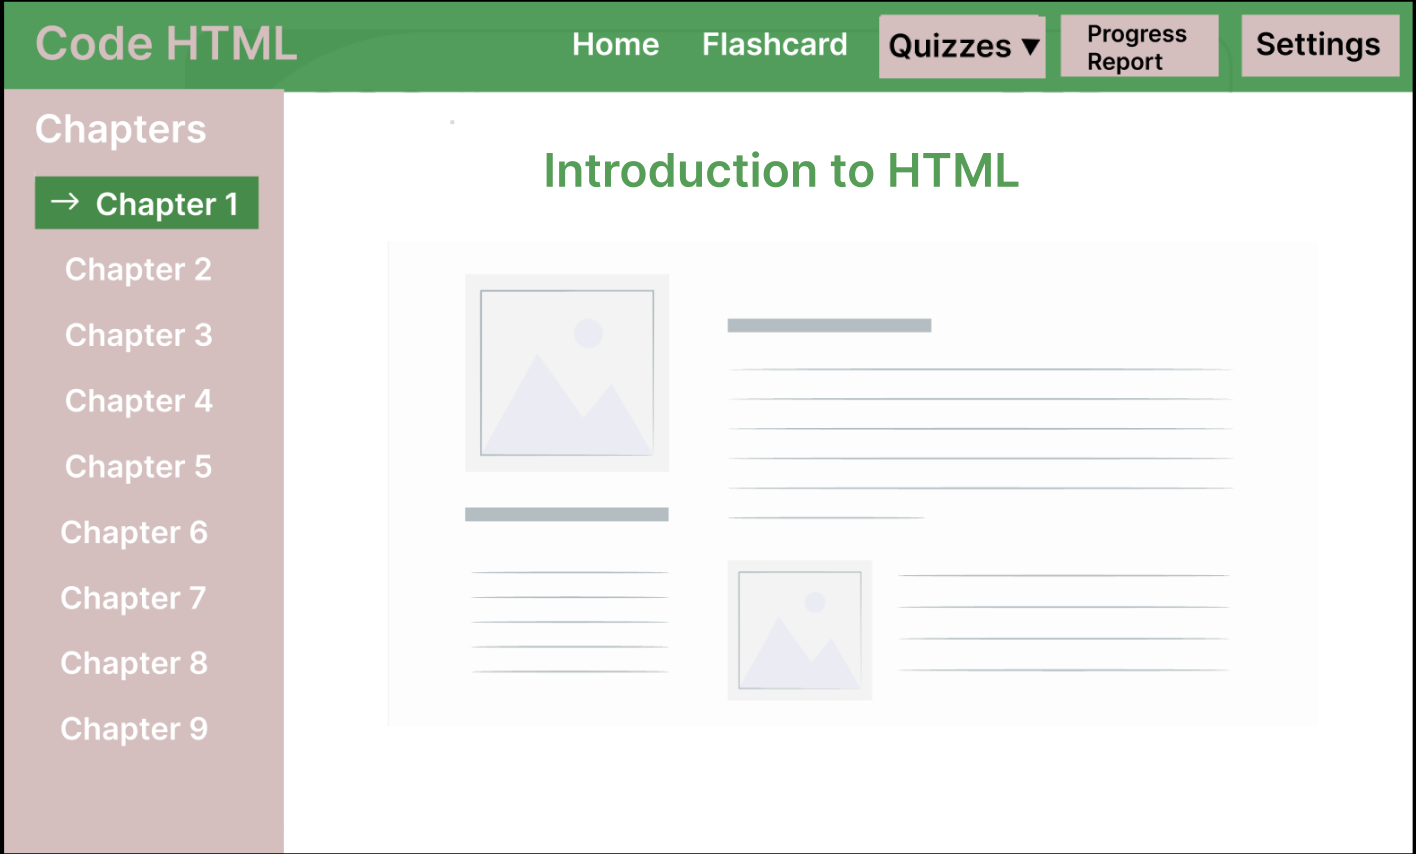 Code HTML
Home
Flashcard
Quizzes ▼
Progress
Report
Settings
Chapters
→ Chapter 1
Chapter 2
Chapter 3
Chapter 4
Chapter 5
Chapter 6
Chapter 7
Chapter 8
Chapter 9
Introduction to HTML